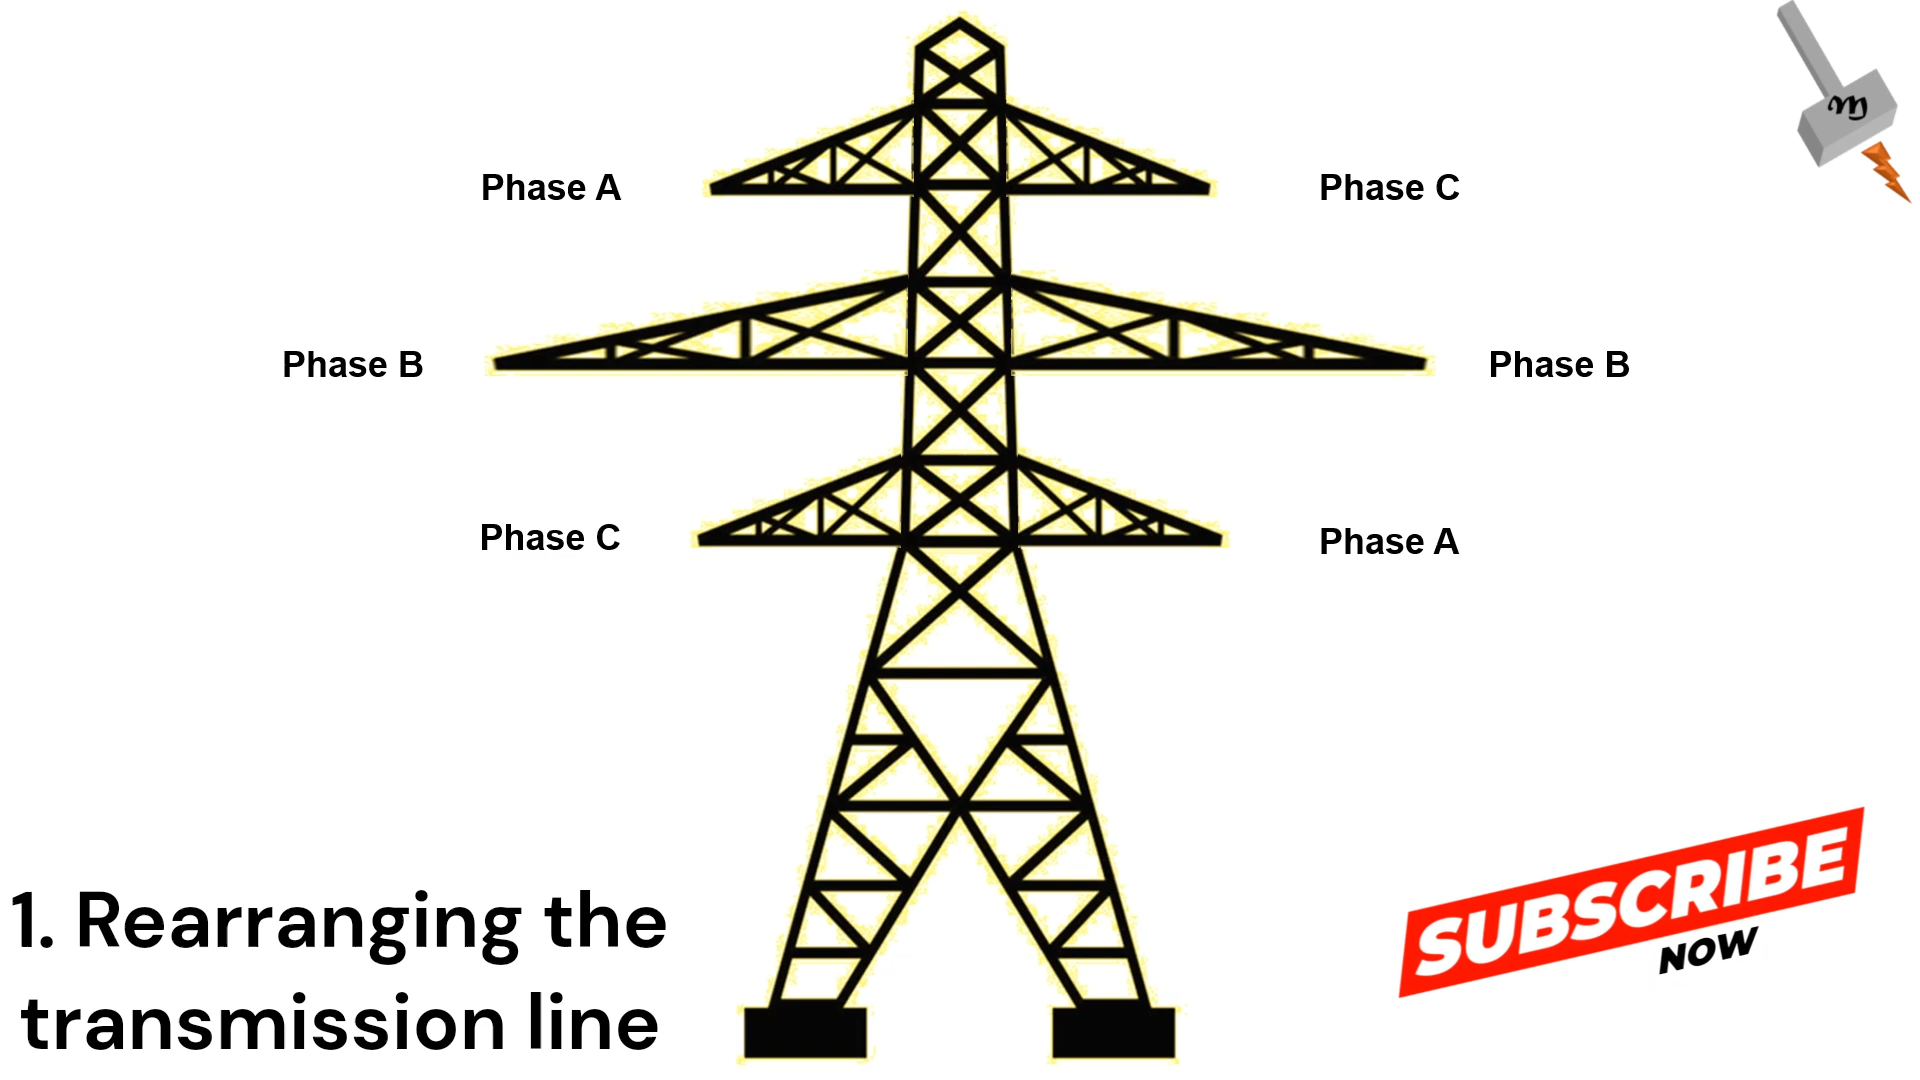 Phase A
Phase C
Phase B
Phase B
Phase C
Phase A
1. Rearranging the
transmission line
SUBSCRIBE
NOW